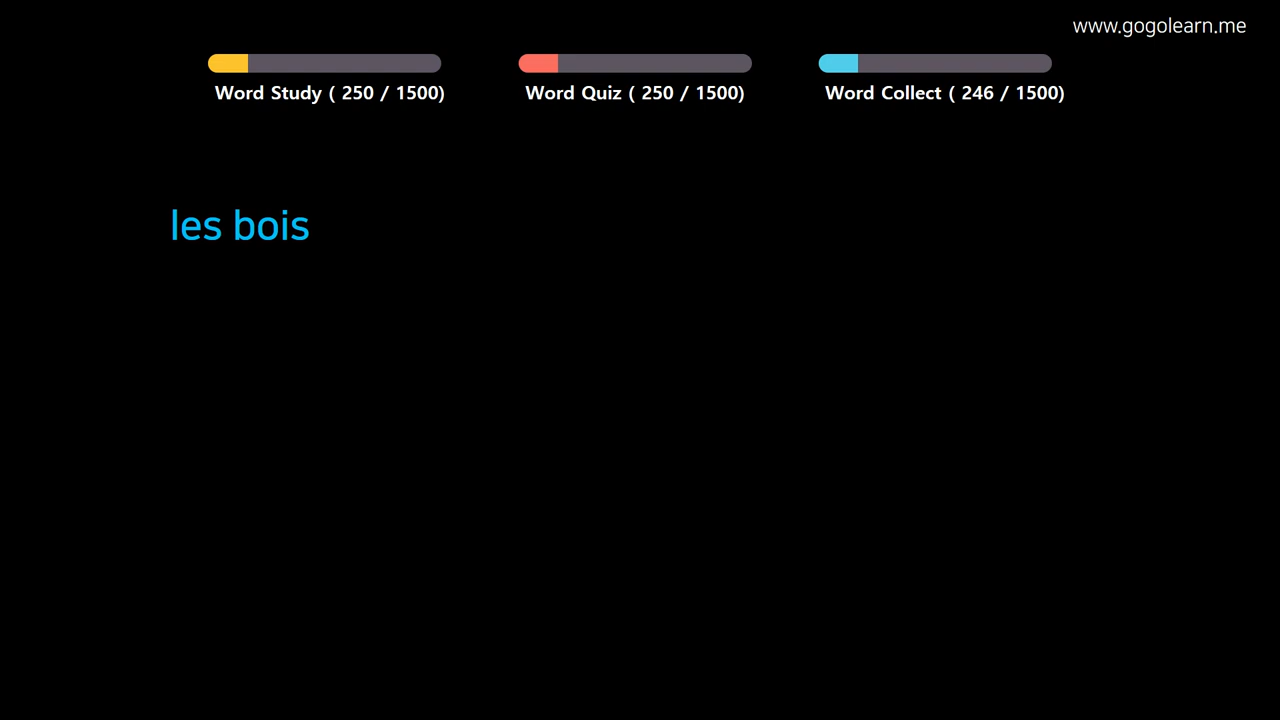 www.gogolearn.me
Word Study ( 250 / 1500)
Word Quiz ( 250 / 1500)
Word Collect ( 246 / 1500)
les bois